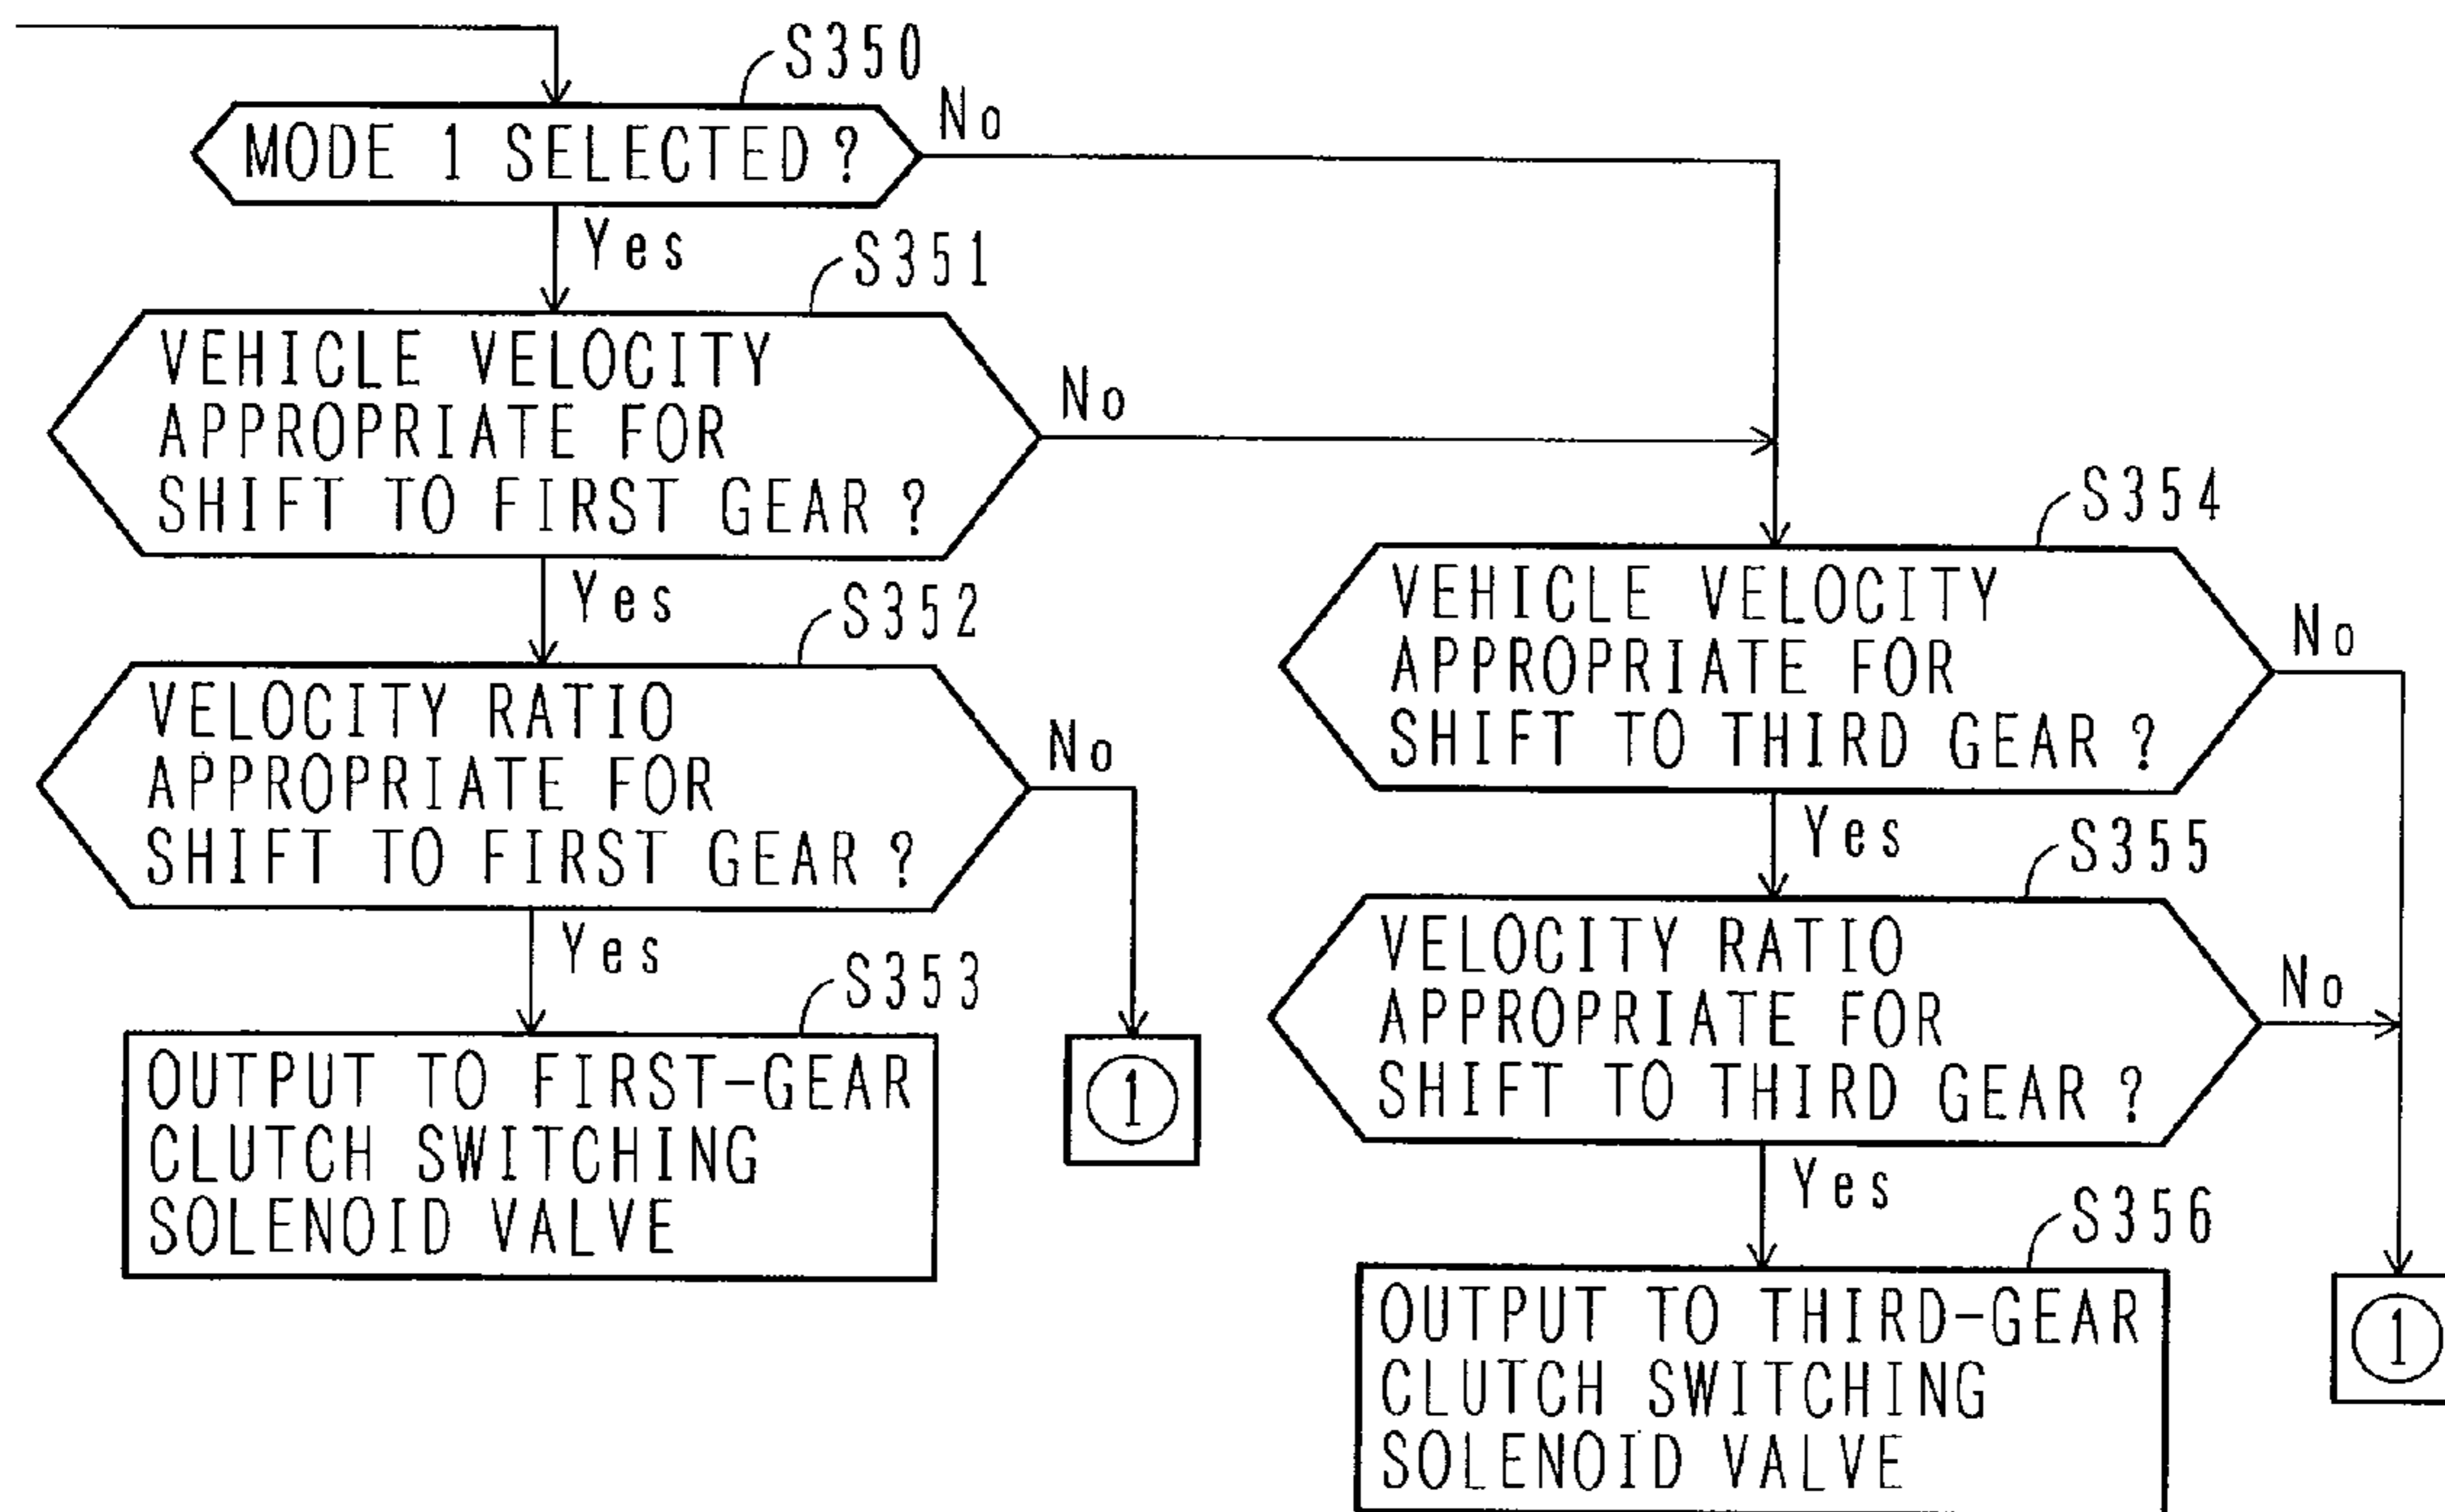 S350
MODE 1 SELECTED?
No
Yes
S351
VEHICLE VELOCITY
APPROPRIATE FOR
SHIFT TO FIRST GEAR?
No
Yes
S352
VELOCITY RATIO
APPROPRIATE FOR
SHIFT TO FIRST GEAR?
No
Yes
S353
OUTPUT TO FIRST-GEAR
CLUTCH SWITCHING
SOLENOID VALVE
1
S354
VEHICLE VELOCITY
APPROPRIATE FOR
SHIFT TO THIRD GEAR?
No
Yes
S355
VELOCITY RATIO
APPROPRIATE FOR
SHIFT TO THIRD GEAR?
No
Yes
S356
OUTPUT TO THIRD-GEAR
CLUTCH SWITCHING
SOLENOID VALVE
1